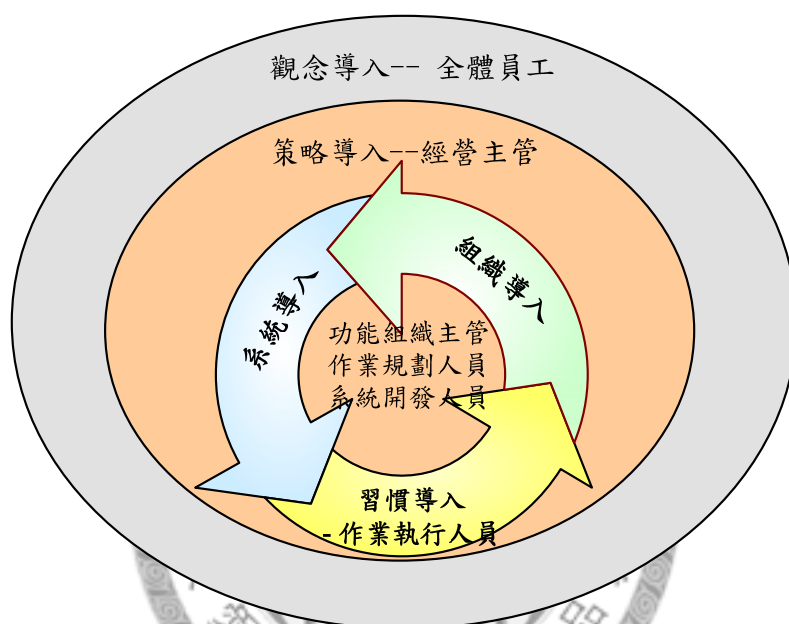 觀念導入-- 全體員工
策略導入--經營主管
組織導入
系統導入
功能組織主管
作業規劃人員
系統開發人員
習慣導入
- 作業執行人員